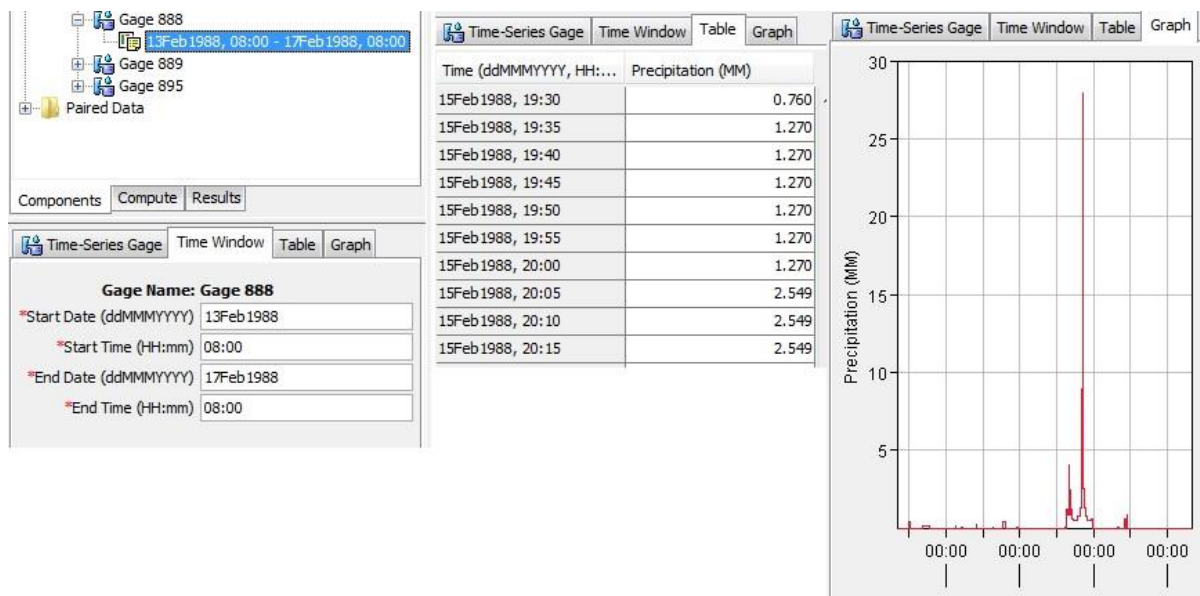 Gage 888
13Feb1988, 08:00 - 17Feb1988, 08:00
Gage 889
Gage 895
Paired Data
Components Compute Results
Time-Series Gage Time Window Table Graph
Gage Name: Gage 888
*Start Date (ddMMMYYYY) 13Feb1988
*Start Time (HH:mm) 08:00
*End Date (ddMMMYYYY) 17Feb1988
*End Time (HH:mm) 08:00
Time-Series Gage Time Window Table Graph
Time (ddMMMYYYY, HH:... Precipitation (MM)
15Feb1988, 19:30 0.760
15Feb1988, 19:35 1.270
15Feb1988, 19:40 1.270
15Feb1988, 19:45 1.270
15Feb1988, 19:50 1.270
15Feb1988, 19:55 1.270
15Feb1988, 20:00 1.270
15Feb1988, 20:05 2.549
15Feb1988, 20:10 2.549
15Feb1988, 20:15 2.549
Time-Series Gage Time Window Table Graph
30
25
20
15
10
5
Precipitation (MM)
00:00 00:00 00:00 00:00